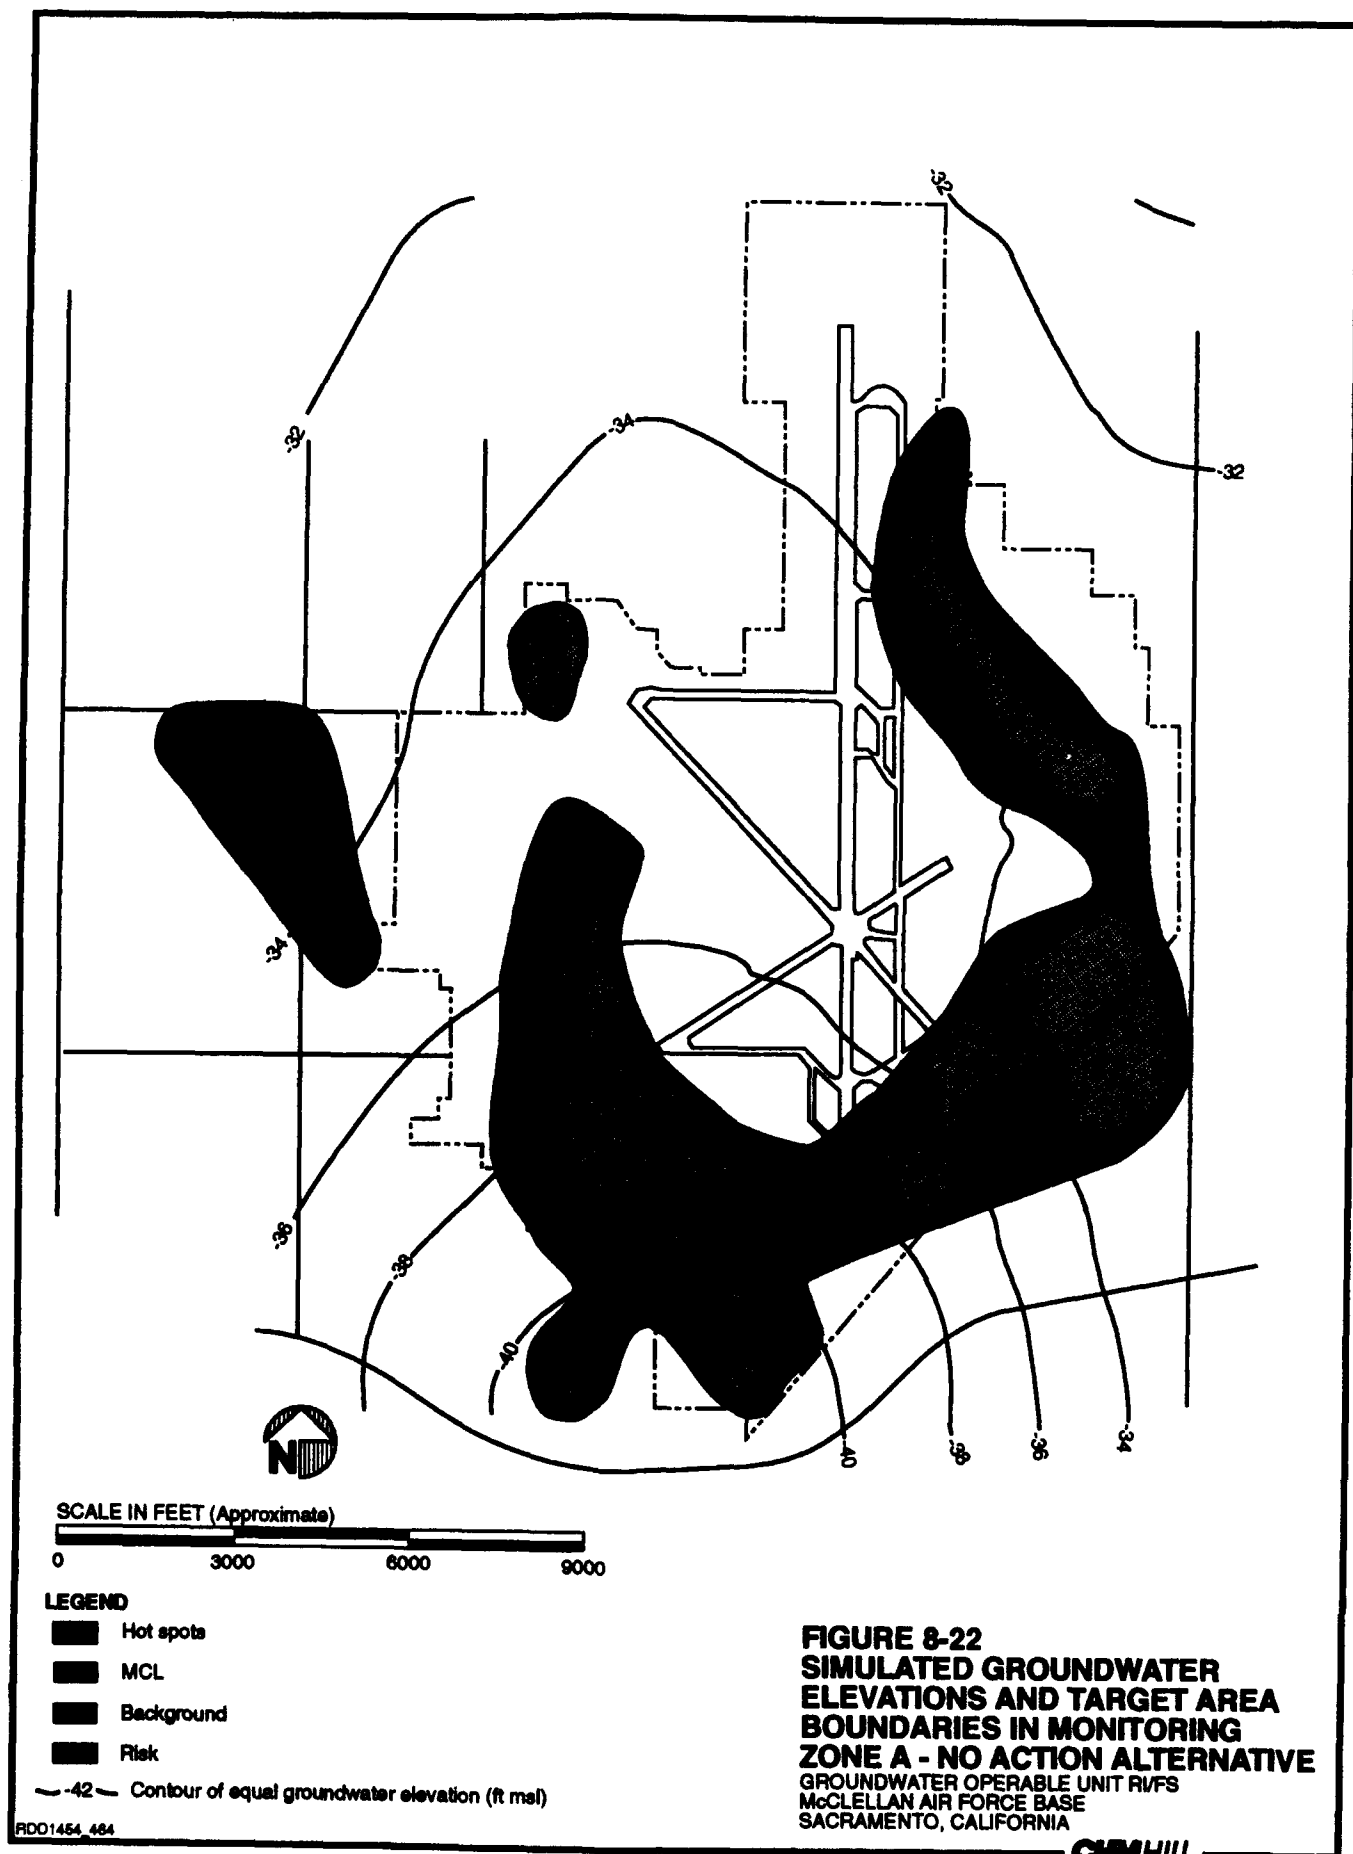 -32
-32
-34
-32
-34
-36
-38
-40
-40
-38
-36
-34
N
SCALE IN FEET (Approximate)
0 3000 6000 9000
LEGEND
Hot spots
MCL
Background
Risk
-42 Contour of equal groundwater elevation (ft msl)
RDD1454_464
FIGURE 8-22
SIMULATED GROUNDWATER
ELEVATIONS AND TARGET AREA
BOUNDARIES IN MONITORING
ZONE A - NO ACTION ALTERNATIVE
GROUNDWATER OPERABLE UNIT RI/FS
McCLELLAN AIR FORCE BASE
SACRAMENTO, CALIFORNIA
CHM HILL